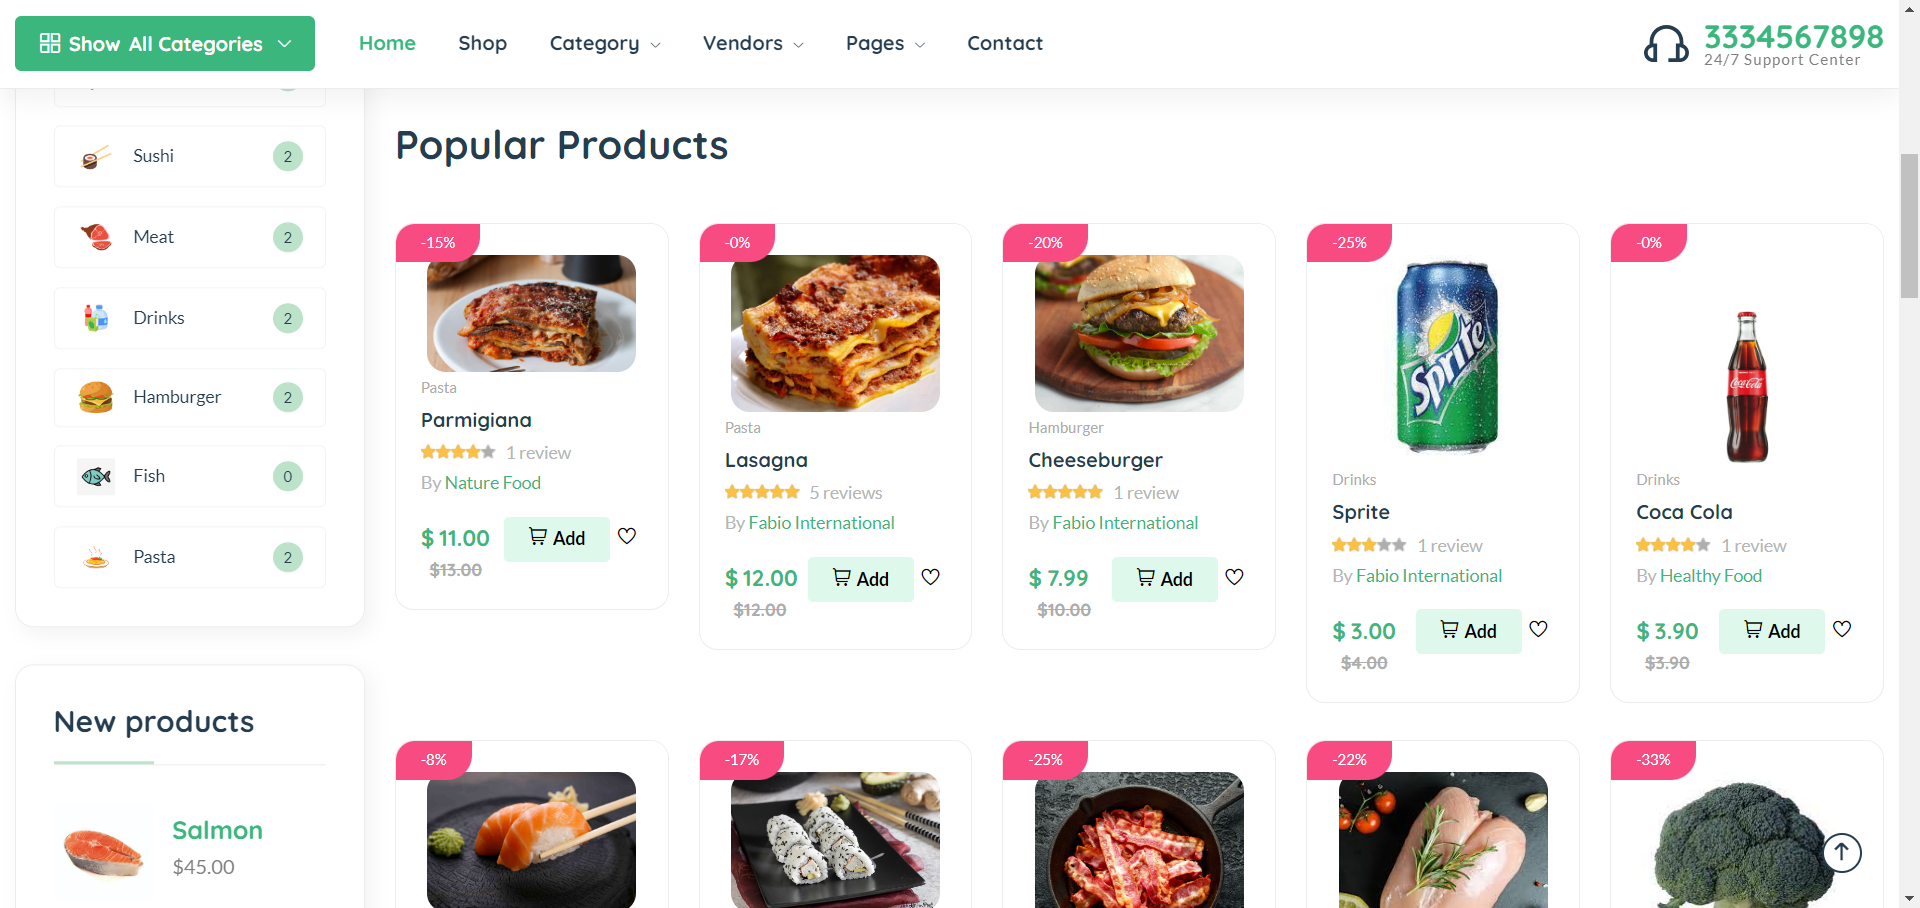 Show All Categories
Home
Shop
Category
Vendors
Pages
Contact
3334567898
24/7 Support Center
Sushi
2
Meat
2
Drinks
2
Hamburger
2
Fish
0
Pasta
2
New products
Salmon
$45.00
Popular Products
-15%
Pasta
Parmigiana
1 review
By Nature Food
$ 11.00
Add
$13.00
-0%
Pasta
Lasagna
5 reviews
By Fabio International
$ 12.00
Add
$12.00
-20%
Hamburger
Cheeseburger
1 review
By Fabio International
$ 7.99
Add
$10.00
-25%
Sprite
Drinks
Sprite
1 review
By Fabio International
$ 3.00
Add
$4.00
-0%
Coca-Cola
Drinks
Coca Cola
1 review
By Healthy Food
$ 3.90
Add
$3.90
-8%
-17%
-25%
-22%
-33%